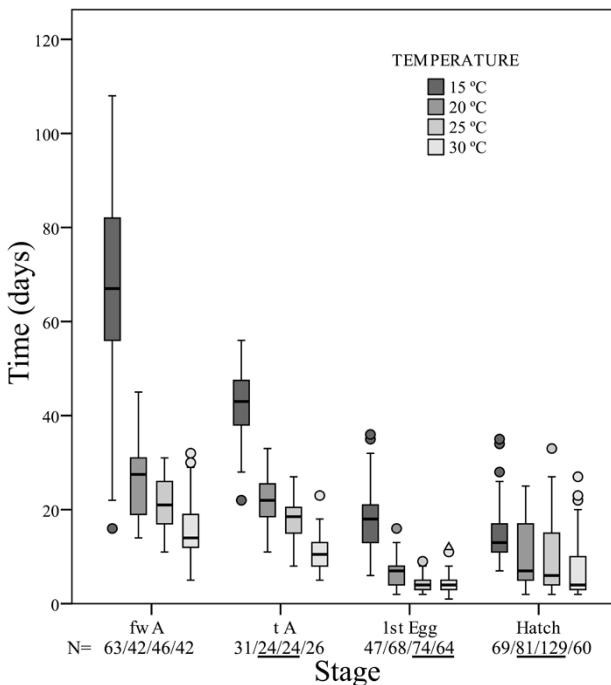 120
100
80
60
40
20
0
Time (days)
TEMPERATURE
15 ºC
20 ºC
25 ºC
30 ºC
fwA t A 1st Egg Hatch
N= 63/42/46/42 31/24/24/26 47/68/74/64 69/81/129/60
Stage